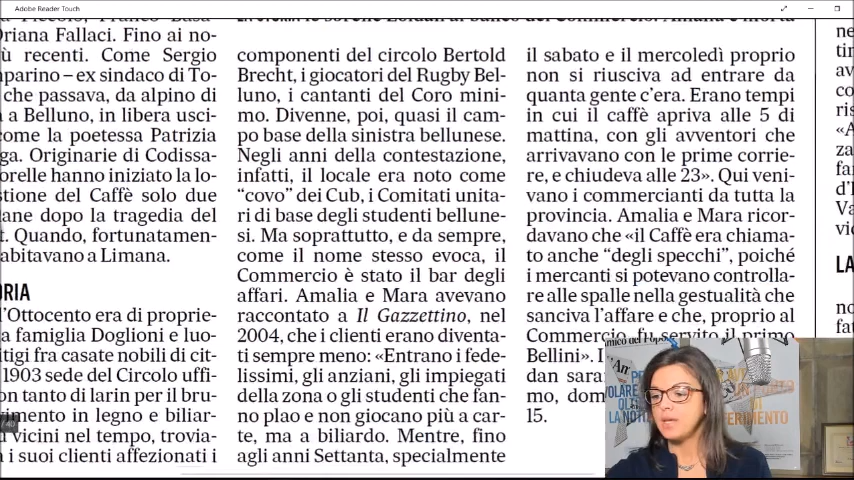 Adobe Reader Touch
Oriana Fallaci. Fino ai no-
ù recenti. Come Sergio
mparino – ex sindaco di To-
che passava, da alpino di
a a Belluno, in libera usci-
come la poetessa Patrizia
ga. Originarie di Codissa-
orelle hanno iniziato la lo-
stione del Caffè solo due
ane dopo la tragedia del
t. Quando, fortunatamen-
abitavano a Limana.
RIA
l'Ottocento era di proprie-
a famiglia Doglioni e luo-
itigi fra casate nobili di cit-
1903 sede del Circolo uffi-
on tanto di larin per il bru-
vimento in legno e biliar-
vicini nel tempo, trovia-
i suoi clienti affezionati i
componenti del circolo Bertold
Brecht, i giocatori del Rugby Bel-
luno, i cantanti del Coro mini-
mo. Divenne, poi, quasi il cam-
po base della sinistra bellunese.
Negli anni della contestazione,
infatti, il locale era noto come
“covo” dei Cub, i Comitati unita-
ri di base degli studenti bellune-
si. Ma soprattutto, e da sempre,
come il nome stesso evoca, il
Commercio è stato il bar degli
affari. Amalia e Mara avevano
raccontato a Il Gazzettino, nel
2004, che i clienti erano diventa-
ti sempre meno: «Entrano i fede-
lissimi, gli anziani, gli impiegati
della zona o gli studenti che fan-
no plao e non giocano più a car-
te, ma a biliardo. Mentre, fino
agli anni Settanta, specialmente
il sabato e il mercoledì proprio
non si riusciva ad entrare da
quanta gente c'era. Erano tempi
in cui il caffè apriva alle 5 di
mattina, con gli avventori che
arrivavano con le prime corrie-
re, e chiudeva alle 23». Qui veni-
vano i commercianti da tutta la
provincia. Amalia e Mara ricor-
davano che «il Caffè era chiama-
to anche “degli specchi”, poiché
i mercanti si potevano controlla-
re alle spalle nella gestualità che
sanciva l'affare e che, proprio al
Commercio, fu servito il primo
Bellini».
dan sara
mo, dom
15.
LA